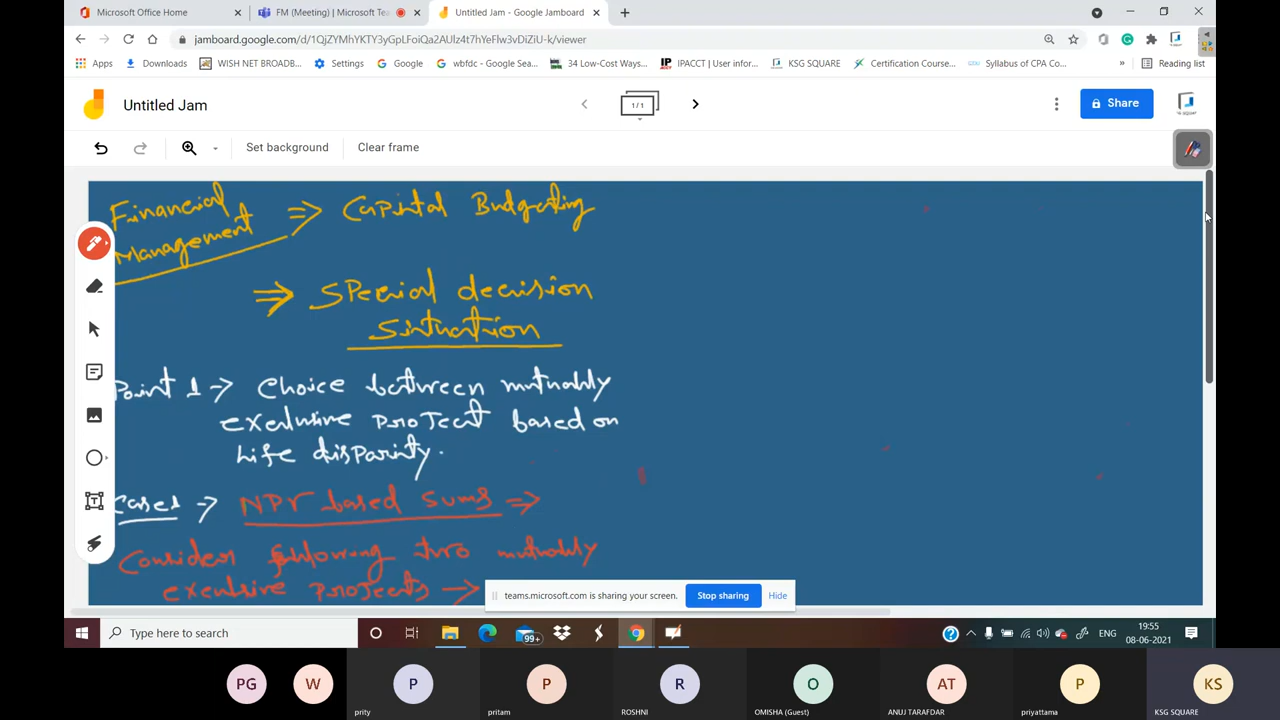 Microsoft Office Home
FM (Meeting) | Microsoft Tea
Untitled Jam - Google Jamboard
jamboard.google.com/d/1QjZYMhYKTY3yGpLFoiQa2AUlz4t7hYeFlw3vDiZiU-k/viewer
Apps
Downloads
WISH NET BROADB...
Settings
Google
wbfdc - Google Sea...
34 Low-Cost Ways...
IPACCT | User infor...
KSG SQUARE
Certification Course...
Syllabus of CPA Co...
Reading list
Untitled Jam
1/1
Share
Set background
Clear frame
Financial
Management
⇒ Capital Budgeting
⇒ Special decision
Sintuation
Point 1 → Choice between mutually
exclusive project based on
Life disparity.
Cases → NPV based sums ⇒
Consider following two mutually
exclusive projects →
teams.microsoft.com is sharing your screen.
Stop sharing
Hide
Type here to search
99+
ENG
19:55
08-06-2021
PG
W
P
prity
P
pritam
R
ROSHNI
O
OMISHA (Guest)
AT
ANUJ TARAFDAR
P
priyattama
KS
KSG SQUARE